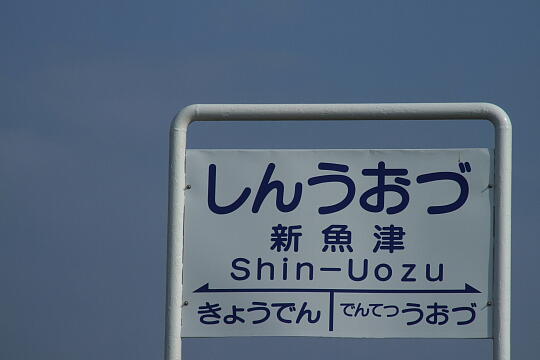 しんうおづ
新魚津
Shin-Uozu
きょうでん でんてつうおづ